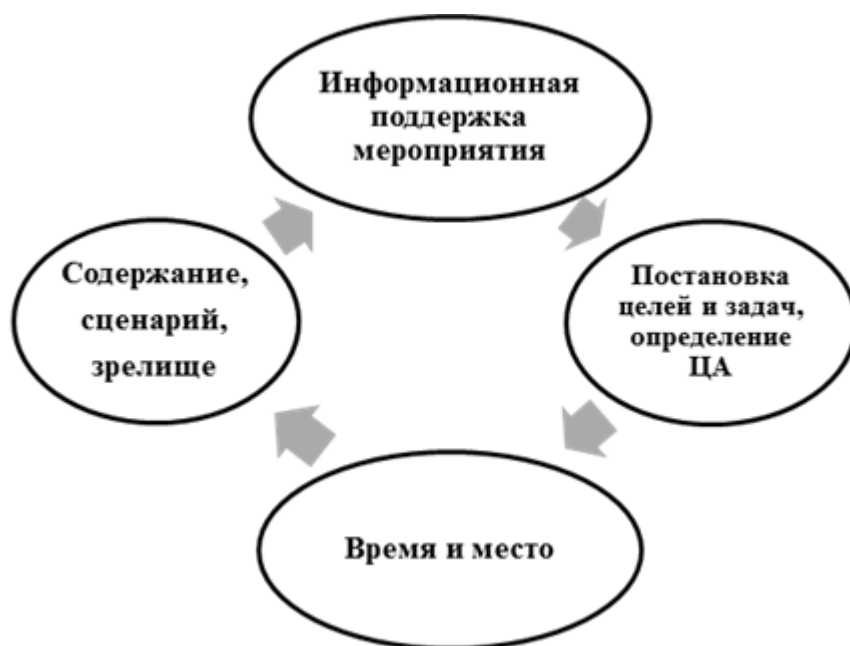 Информационная
поддержка
мероприятия
Содержание,
сценарий,
зрелище
Постановка
целей и задач,
определение
ЦА
Время и место